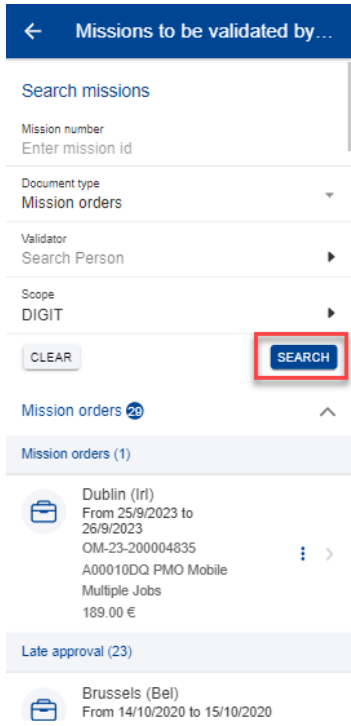 Missions to be validated by...
Search missions
Mission number
Enter mission id
Document type
Mission orders
Validator
Search Person
Scope
DIGIT
CLEAR
SEARCH
Mission orders 29
Mission orders (1)
Dublin (Irl)
From 25/9/2023 to
26/9/2023
OM-23-200004835
A00010DQ PMO Mobile
Multiple Jobs
189.00 €
Late approval (23)
Brussels (Bel)
From 14/10/2020 to 15/10/2020